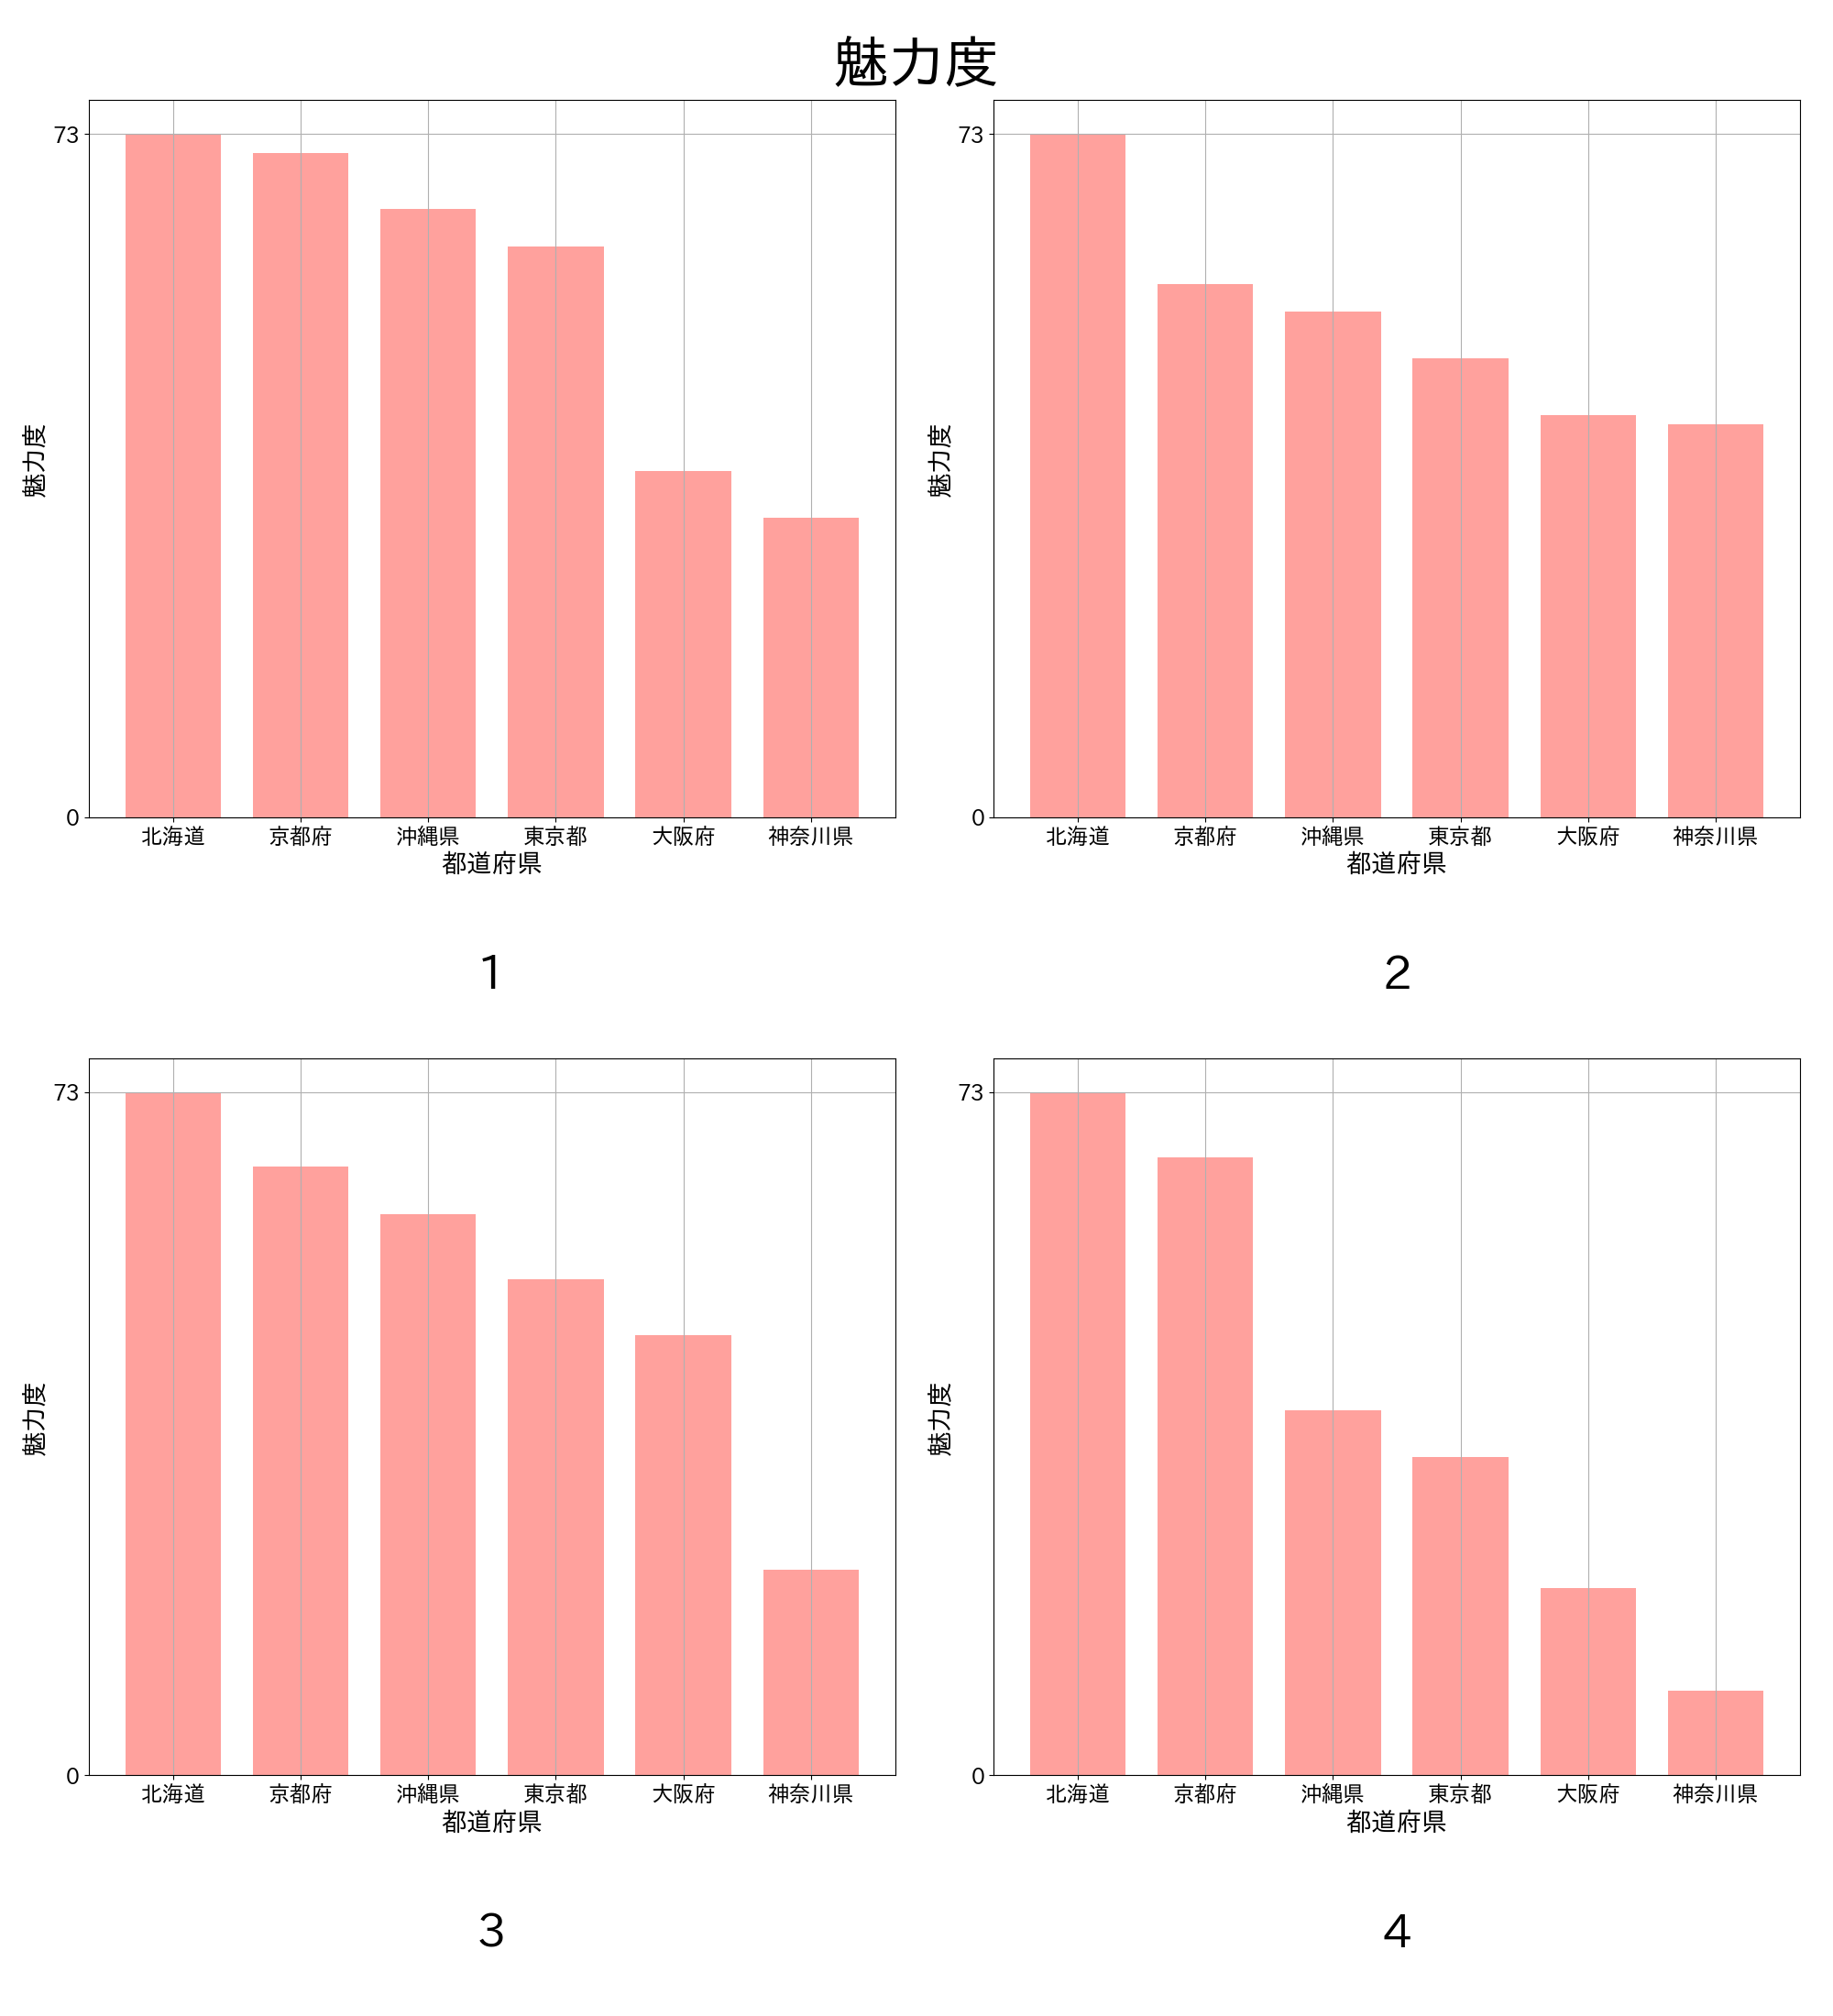 魅力度
73
0
魅力度
北海道 京都府 沖縄県 東京都 大阪府 神奈川県
都道府県
1
73
0
魅力度
北海道 京都府 沖縄県 東京都 大阪府 神奈川県
都道府県
2
73
0
魅力度
北海道 京都府 沖縄県 東京都 大阪府 神奈川県
都道府県
3
73
0
魅力度
北海道 京都府 沖縄県 東京都 大阪府 神奈川県
都道府県
4